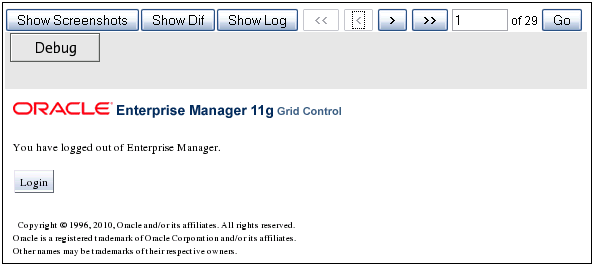 Show Screenshots Show Dif Show Log << < > >> 1 of 29 Go
Debug
ORACLE Enterprise Manager 11g Grid Control
You have logged out of Enterprise Manager.
Login
Copyright © 1996, 2010, Oracle and/or its affiliates. All rights reserved.
Oracle is a registered trademark of Oracle Corporation and/or its affiliates.
Other names may be trademarks of their respective owners.